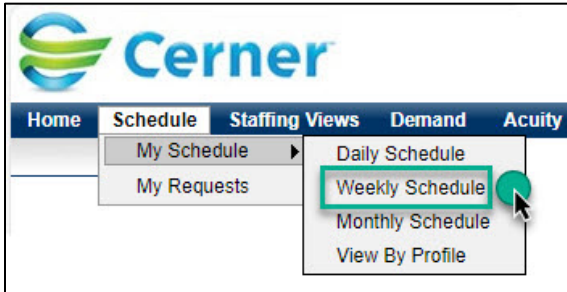 Cerner
Home Schedule Staffing Views Demand Acuity
My Schedule Daily Schedule
My Requests Weekly Schedule
Monthly Schedule
View By Profile